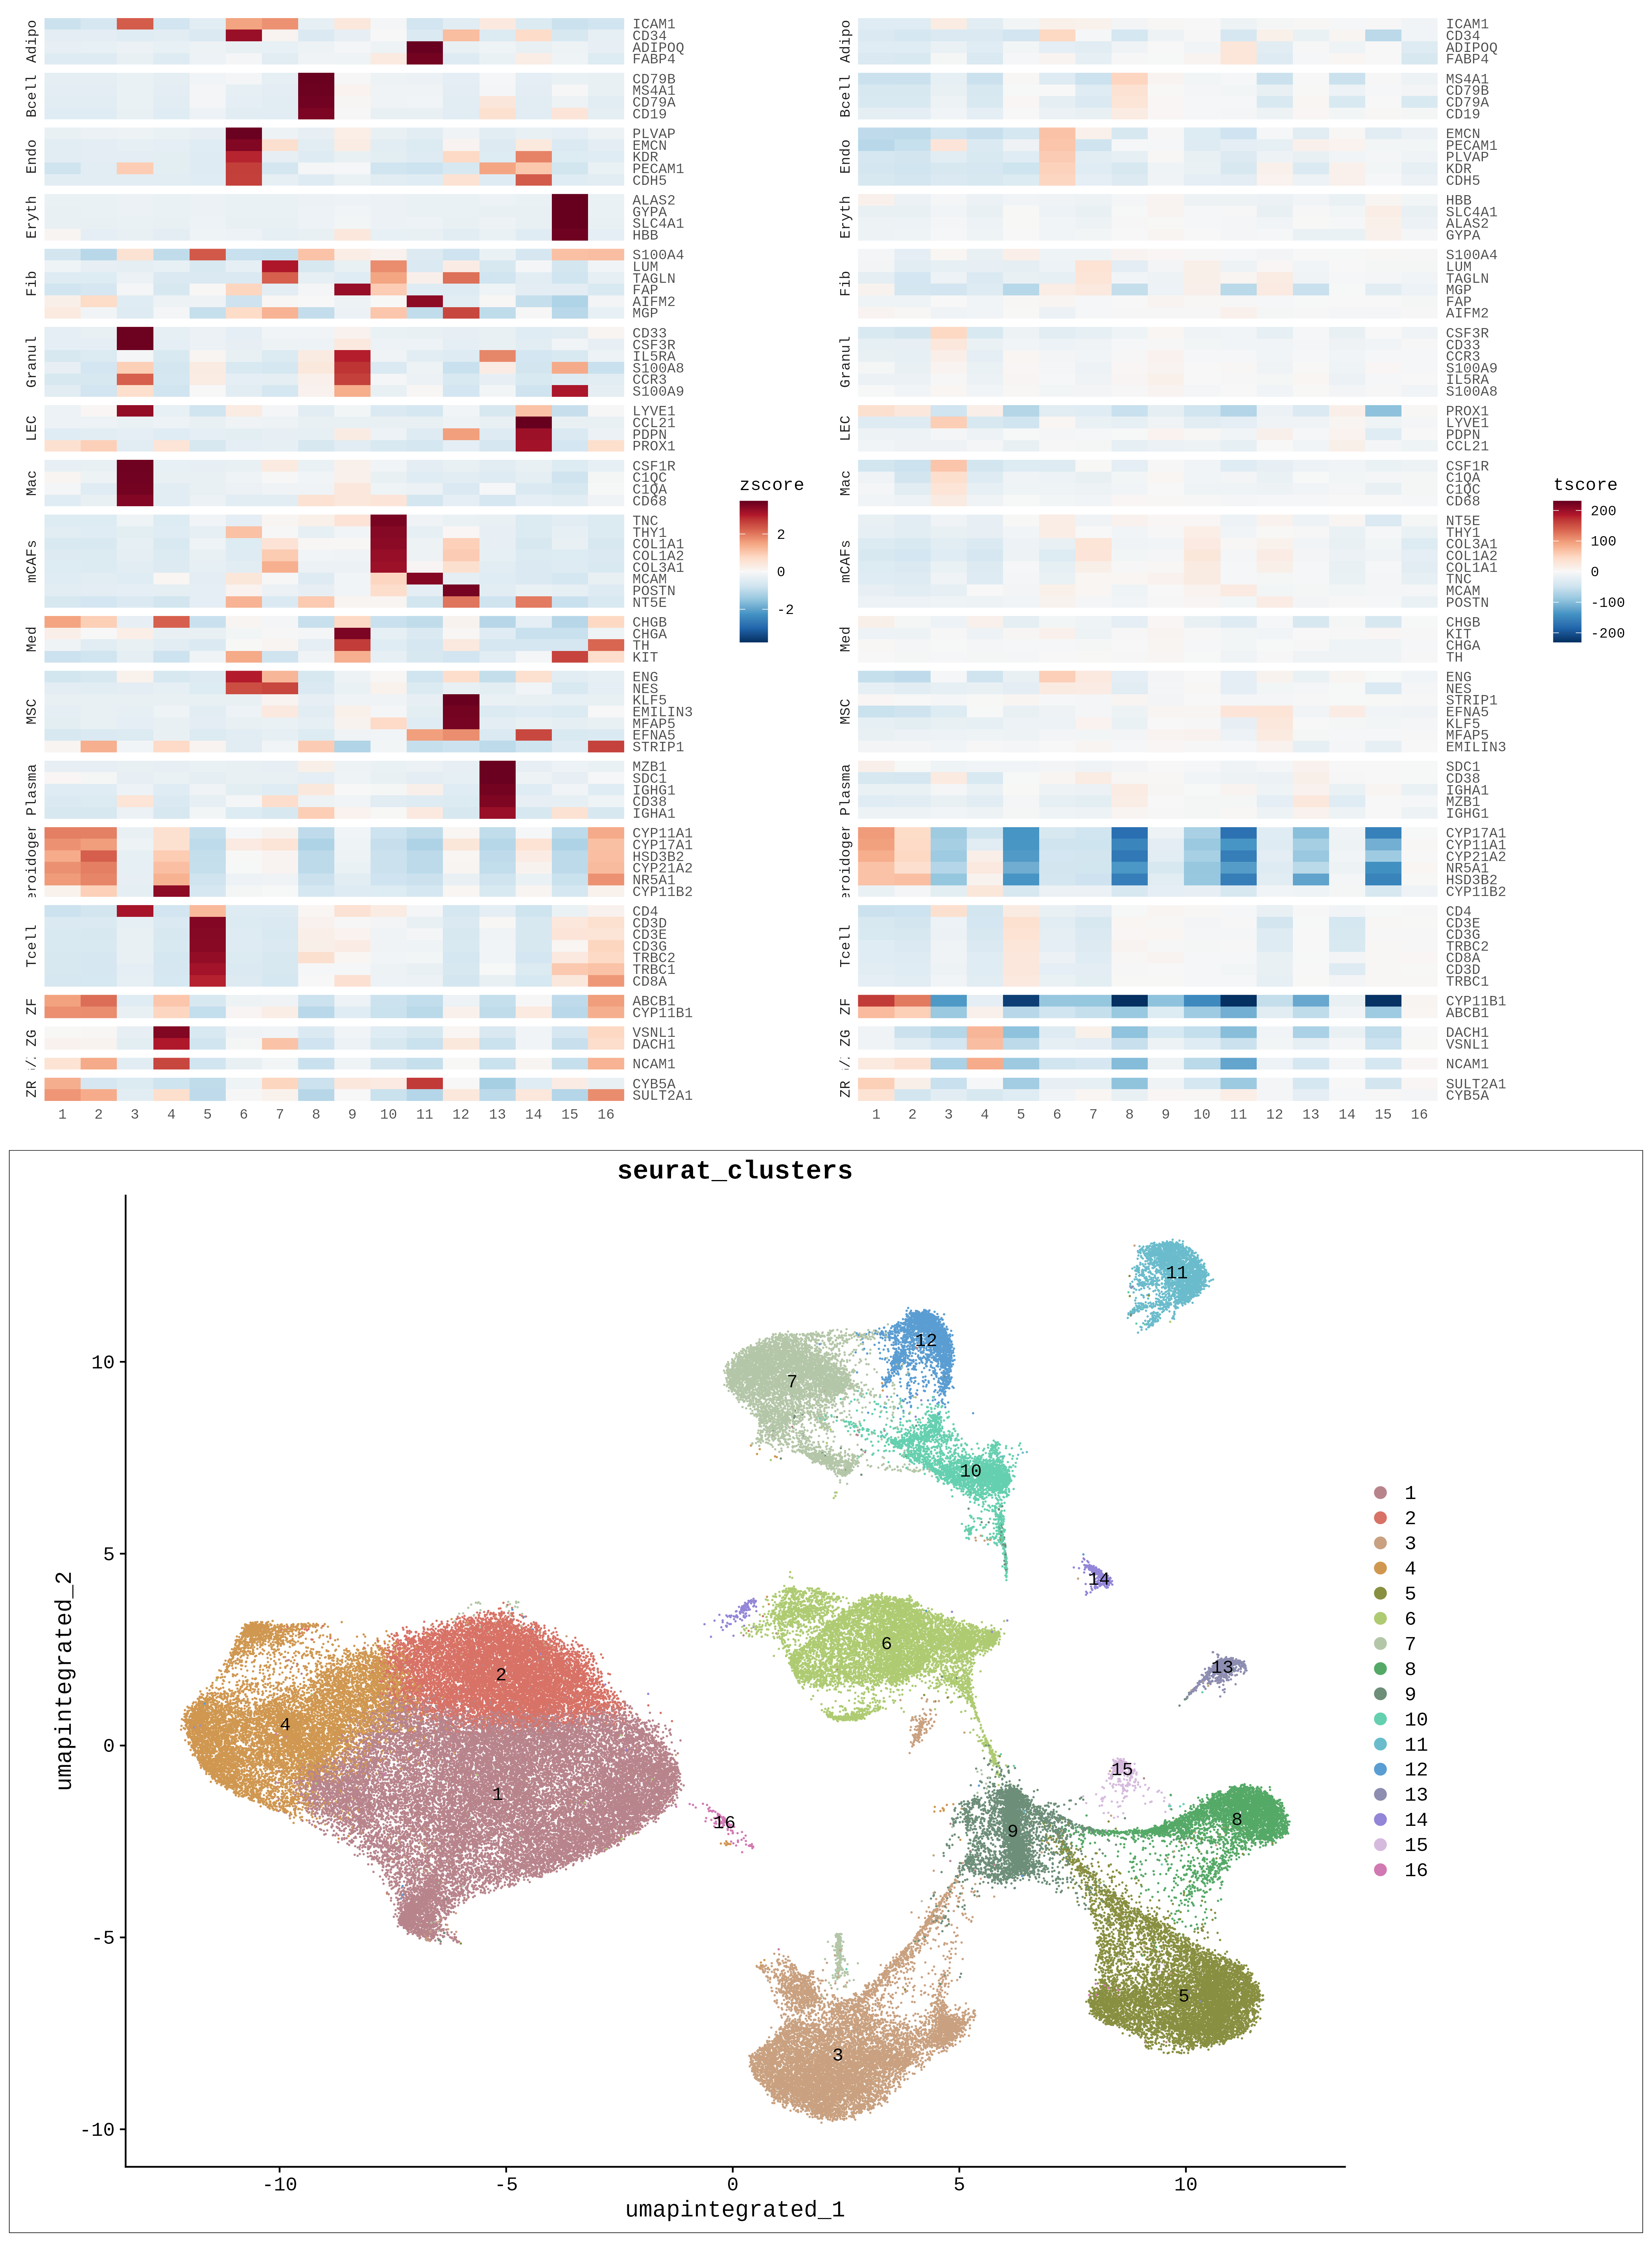 Adipo
ICAM1
CD34
ADIPOQ
FABP4
Bcell
CD79B
MS4A1
CD79A
CD19
Endo
PLVAP
EMCN
KDR
PECAM1
CDH5
Eryth
ALAS2
GYPA
SLC4A1
HBB
Fib
S100A4
LUM
TAGLN
FAP
AIFM2
MGP
Granul
CD33
CSF3R
IL5RA
S100A8
CCR3
S100A9
LEC
LYVE1
CCL21
PDPN
PROX1
Mac
CSF1R
C1QC
C1QA
CD68
mCAFs
TNC
THY1
COL1A1
COL1A2
COL3A1
MCAM
POSTN
NT5E
Med
CHGB
CHGA
TH
KIT
MSC
ENG
NES
KLF5
EMILIN3
MFAP5
EFNA5
STRIP1
Plasma
MZB1
SDC1
IGHG1
CD38
IGHA1
eroidoger
CYP11A1
CYP17A1
HSD3B2
CYP21A2
NR5A1
CYP11B2
Tcell
CD4
CD3D
CD3E
CD3G
TRBC2
TRBC1
CD8A
ZF
ABCB1
CYP11B1
ZG
VSNL1
DACH1
NCAM1
ZR
CYB5A
SULT2A1
1 2 3 4 5 6 7 8 9 10 11 12 13 14 15 16
zscore
2
0
-2
Adipo
ICAM1
CD34
ADIPOQ
FABP4
Bcell
MS4A1
CD79B
CD79A
CD19
Endo
EMCN
PECAM1
PLVAP
KDR
CDH5
Eryth
HBB
SLC4A1
ALAS2
GYPA
Fib
S100A4
LUM
TAGLN
MGP
FAP
AIFM2
Granul
CSF3R
CD33
CCR3
S100A9
IL5RA
S100A8
LEC
PROX1
LYVE1
PDPN
CCL21
Mac
CSF1R
C1QA
C1QC
CD68
mCAFs
NT5E
THY1
COL3A1
COL1A2
COL1A1
TNC
MCAM
POSTN
Med
CHGB
KIT
CHGA
TH
MSC
ENG
NES
STRIP1
EFNA5
KLF5
MFAP5
EMILIN3
Plasma
SDC1
CD38
IGHA1
MZB1
IGHG1
eroidoger
CYP17A1
CYP11A1
CYP21A2
NR5A1
HSD3B2
CYP11B2
Tcell
CD4
CD3E
CD3G
TRBC2
CD8A
CD3D
TRBC1
ZF
CYP11B1
ABCB1
ZG
DACH1
VSNL1
NCAM1
ZR
SULT2A1
CYB5A
1 2 3 4 5 6 7 8 9 10 11 12 13 14 15 16
tscore
200
100
0
-100
-200
seurat_clusters
umapintegrated_2
10
5
0
-5
-10
11
12
7
10
14
6
13
2
4
15
1
16
8
9
5
3
-10 -5 0 5 10
umapintegrated_1
1
2
3
4
5
6
7
8
9
10
11
12
13
14
15
16